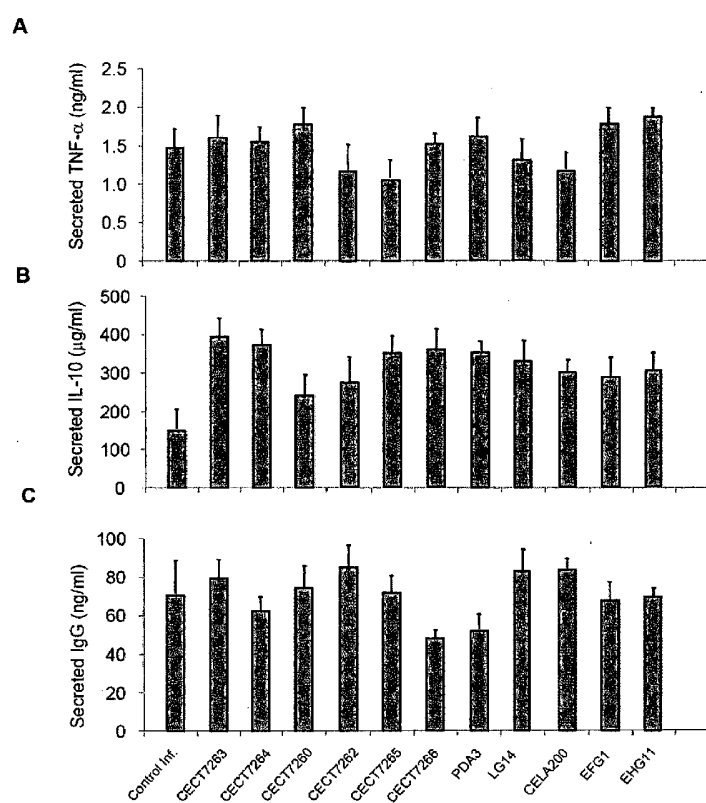 A
Secreted TNF-α (ng/ml)
2.5
2.0
1.5
1.0
0.5
0
B
Secreted IL-10 (µg/ml)
500
400
300
200
100
0
C
Secreted IgG (ng/ml)
100
80
60
40
20
0
Control Inf.
CECT7263
CECT7264
CECT7260
CECT7262
CECT7265
CECT7266
PDA3
LG14
CELA200
EFG1
EHG11